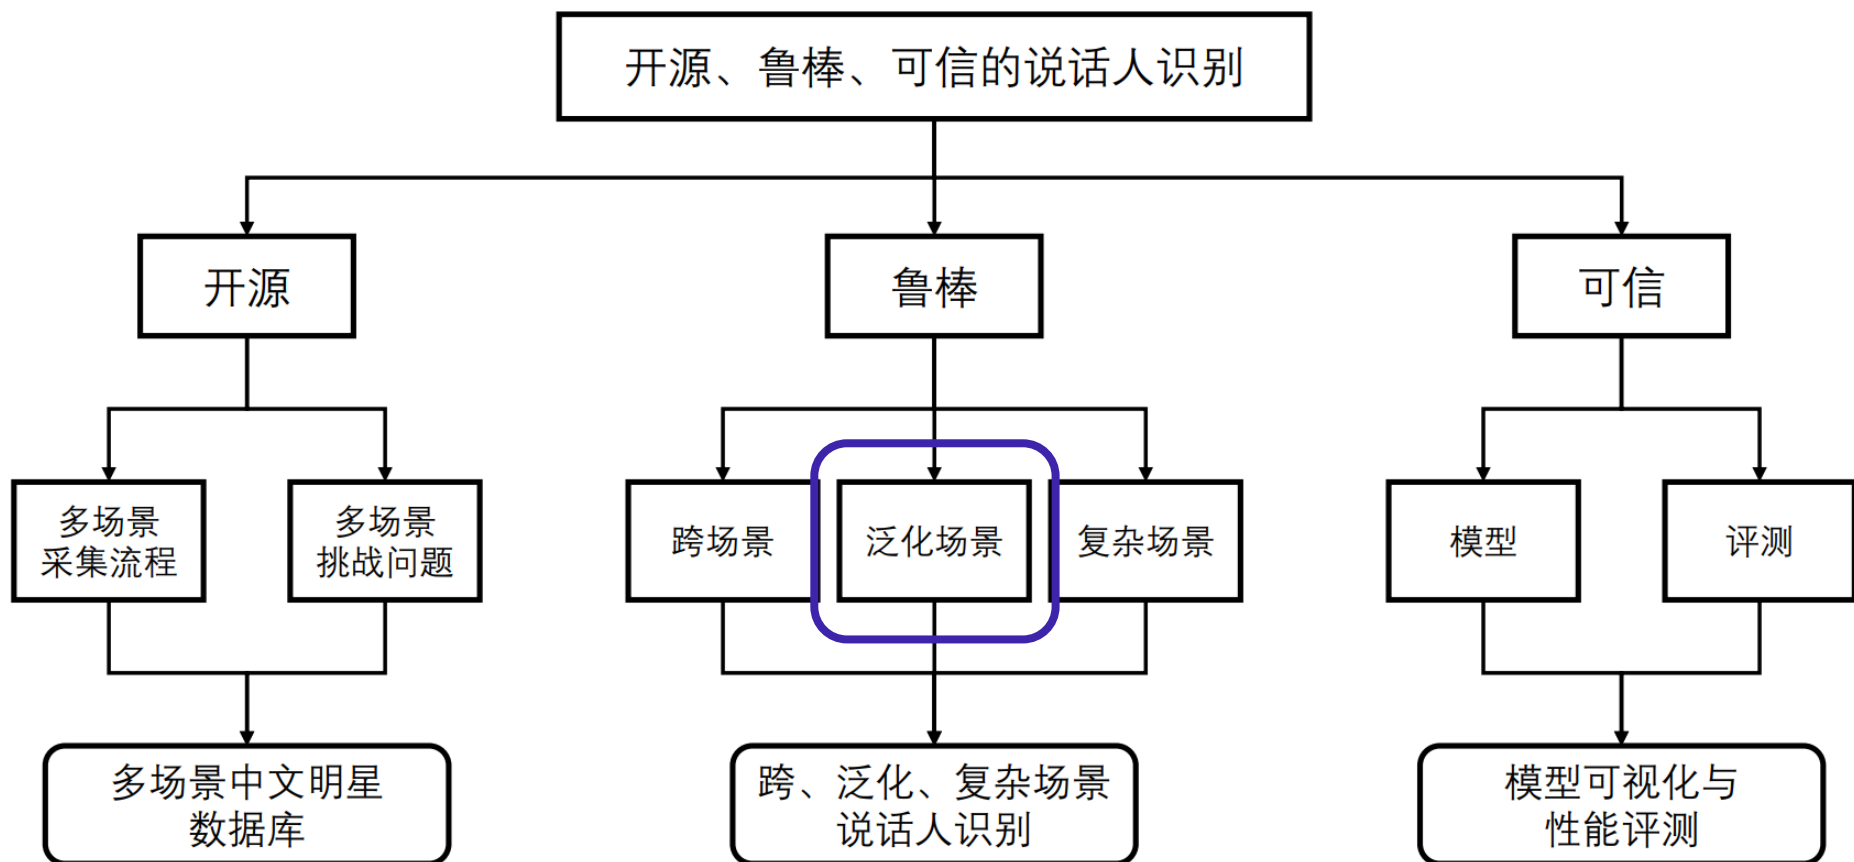 开源、鲁棒、可信的说话人识别
开源
鲁棒
可信
多场景
采集流程
多场景
挑战问题
跨场景
泛化场景
复杂场景
模型
评测
多场景中文明星
数据库
跨、泛化、复杂场景
说话人识别
模型可视化与
性能评测